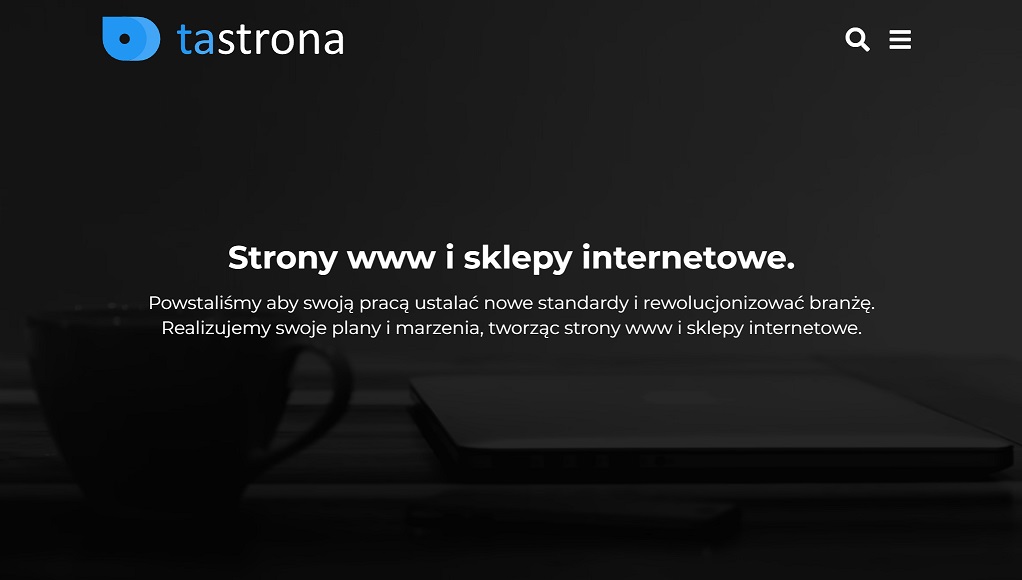 tastrona
Strony www i sklepy internetowe.
Powstaliśmy aby swoją pracą ustalać nowe standardy i rewolucjonizować branżę.
Realizujemy swoje plany i marzenia, tworząc strony www i sklepy internetowe.